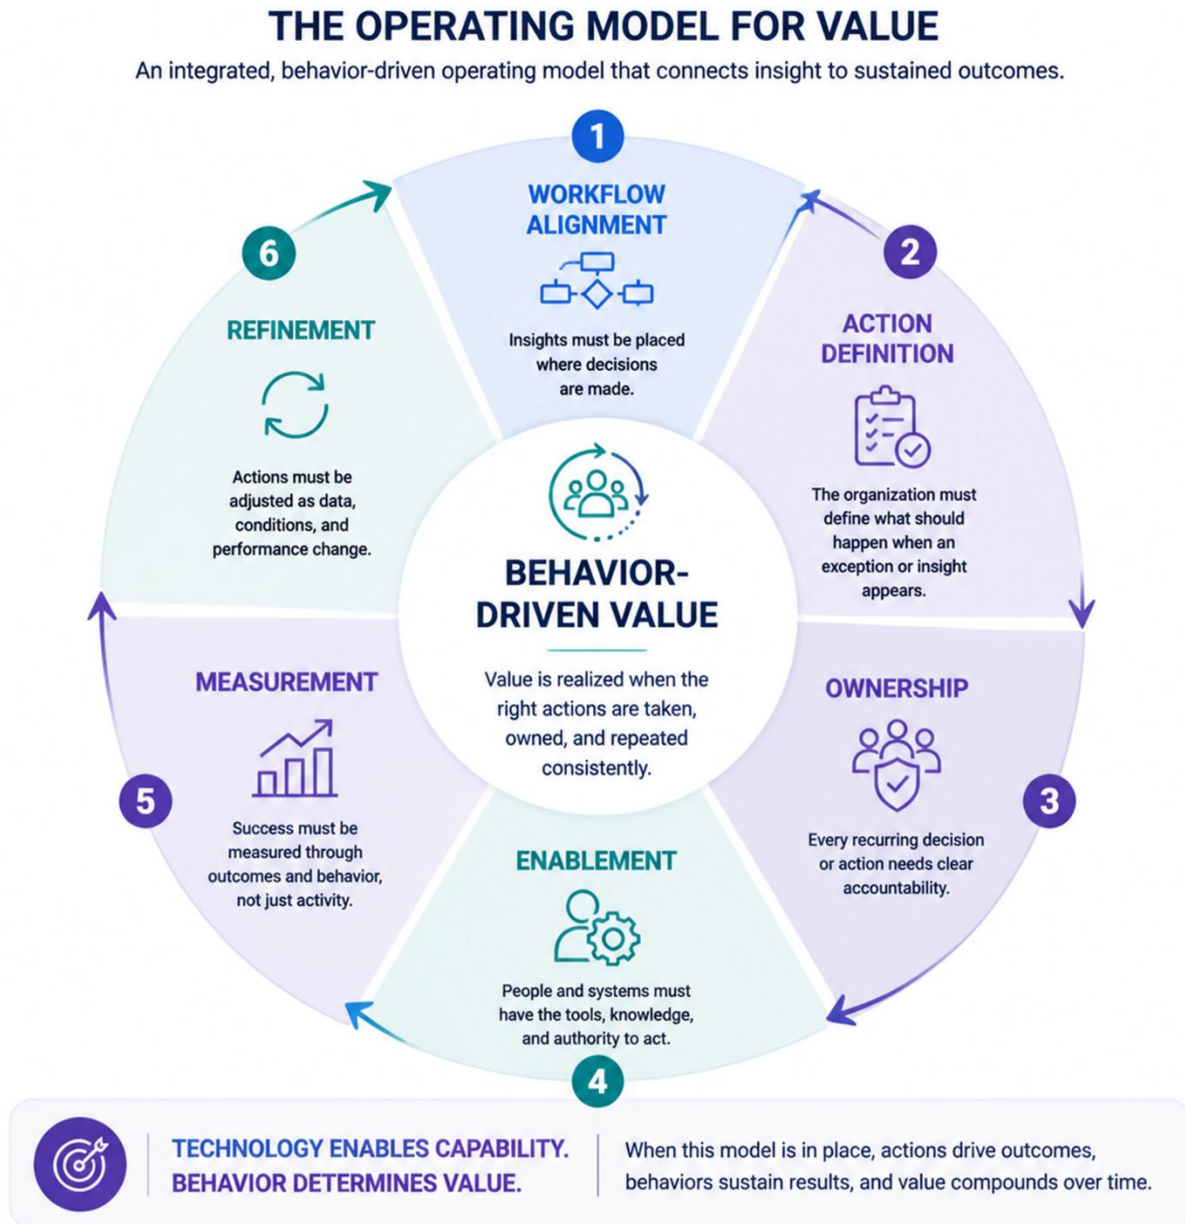 THE OPERATING MODEL FOR VALUE
An integrated, behavior-driven operating model that connects insight to sustained outcomes.
1
WORKFLOW
ALIGNMENT
Insights must be placed
where decisions
are made.
2
ACTION
DEFINITION
The organization must
define what should
happen when an
exception or insight
appears.
3
OWNERSHIP
Every recurring decision
or action needs clear
accountability.
4
ENABLEMENT
People and systems must
have the tools, knowledge,
and authority to act.
5
MEASUREMENT
Success must be
measured through
outcomes and behavior,
not just activity.
6
REFINEMENT
Actions must be
adjusted as data,
conditions, and
performance change.
BEHAVIOR-
DRIVEN VALUE
Value is realized when the
right actions are taken,
owned, and repeated
consistently.
TECHNOLOGY ENABLES CAPABILITY.
BEHAVIOR DETERMINES VALUE.
When this model is in place, actions drive outcomes,
behaviors sustain results, and value compounds over time.